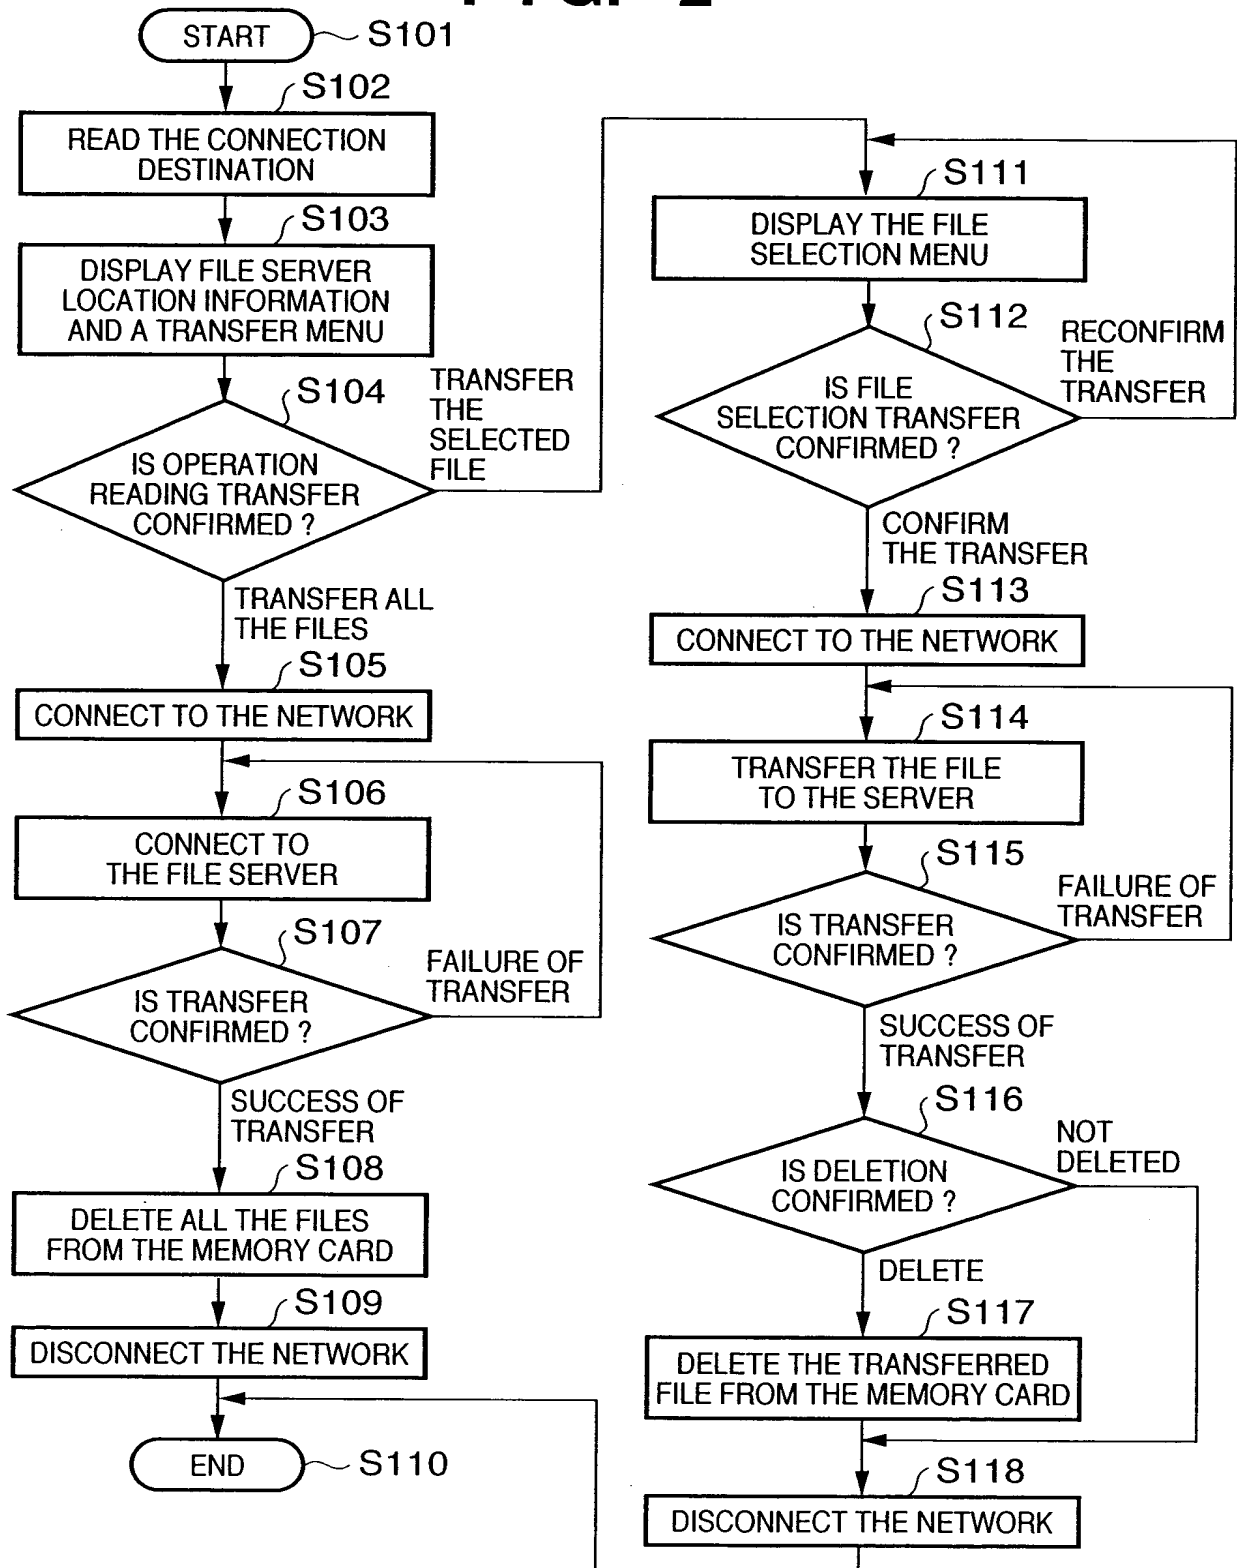 START
S101
S102
READ THE CONNECTION
DESTINATION
S103
DISPLAY FILE SERVER
LOCATION INFORMATION
AND A TRANSFER MENU
S104
IS OPERATION
READING TRANSFER
CONFIRMED ?
TRANSFER
THE
SELECTED
FILE
TRANSFER ALL
THE FILES
S105
CONNECT TO THE NETWORK
S106
CONNECT TO
THE FILE SERVER
S107
IS TRANSFER
CONFIRMED ?
FAILURE OF
TRANSFER
SUCCESS OF
TRANSFER
S108
DELETE ALL THE FILES
FROM THE MEMORY CARD
S109
DISCONNECT THE NETWORK
END
S110
S111
DISPLAY THE FILE
SELECTION MENU
S112
IS FILE
SELECTION TRANSFER
CONFIRMED ?
RECONFIRM
THE
TRANSFER
CONFIRM
THE TRANSFER
S113
CONNECT TO THE NETWORK
S114
TRANSFER THE FILE
TO THE SERVER
S115
IS TRANSFER
CONFIRMED ?
FAILURE OF
TRANSFER
SUCCESS OF
TRANSFER
S116
IS DELETION
CONFIRMED ?
NOT
DELETED
DELETE
S117
DELETE THE TRANSFERRED
FILE FROM THE MEMORY CARD
S118
DISCONNECT THE NETWORK